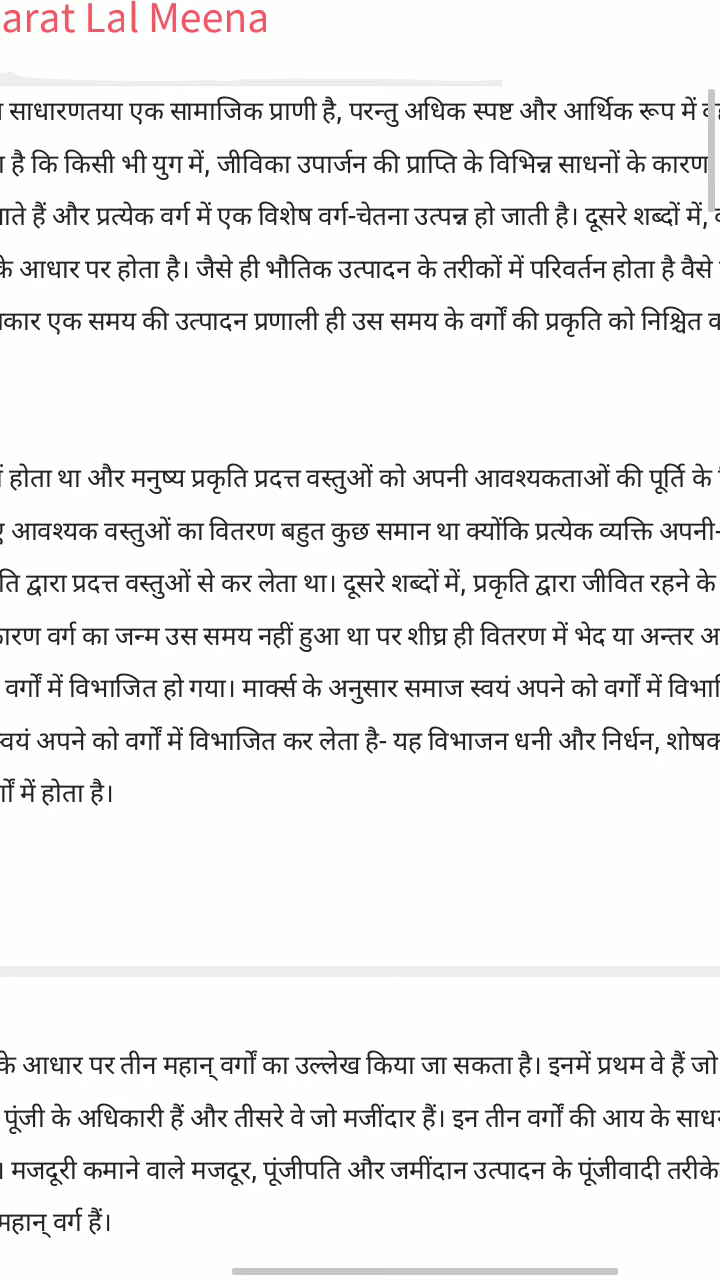 arat Lal Meena
साधारणतया एक सामाजिक प्राणी है, परन्तु अधिक स्पष्ट और आर्थिक रूप में
है कि किसी भी युग में, जीविका उपार्जन की प्राप्ति के विभिन्न साधनों के कारण
हैं और प्रत्येक वर्ग में एक विशेष वर्ग-चेतना उत्पन्न हो जाती है। दूसरे शब्दों में,
के आधार पर होता है। जैसे ही भौतिक उत्पादन के तरीकों में परिवर्तन होता है वैसे
एक समय की उत्पादन प्रणाली ही उस समय के वर्गों की प्रकृति को निश्चित
होता था और मनुष्य प्रकृति प्रदत्त वस्तुओं को अपनी आवश्यकताओं की पूर्ति के
आवश्यक वस्तुओं का वितरण बहुत कुछ समान था क्योंकि प्रत्येक व्यक्ति अपनी-
ति द्वारा प्रदत्त वस्तुओं से कर लेता था। दूसरे शब्दों में, प्रकृति द्वारा जीवित रहने के
वर्ग का जन्म उस समय नहीं हुआ था पर शीघ्र ही वितरण में भेद या अन्तर
वर्गों में विभाजित हो गया। मार्क्स के अनुसार समाज स्वयं अपने को वर्गों में
अपने को वर्गों में विभाजित कर लेता है- यह विभाजन धनी और निर्धन,
में होता है।
के आधार पर तीन महान् वर्गों का उल्लेख किया जा सकता है। इनमें प्रथम वे हैं जो
पूंजी के अधिकारी हैं और तीसरे वे जो मजींदार हैं। इन तीन वर्गों की आय के
। मजदूरी कमाने वाले मजदूर, पूंजीपति और जमींदान उत्पादन के पूंजीवादी तरीके
महान् वर्ग हैं।